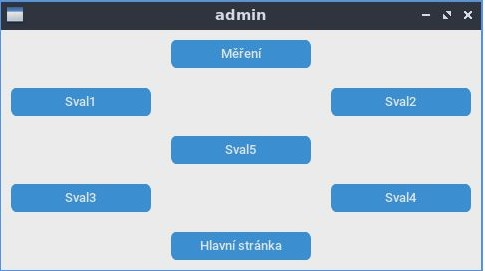 admin
Měření
Sval1
Sval2
Sval5
Sval3
Sval4
Hlavní stránka